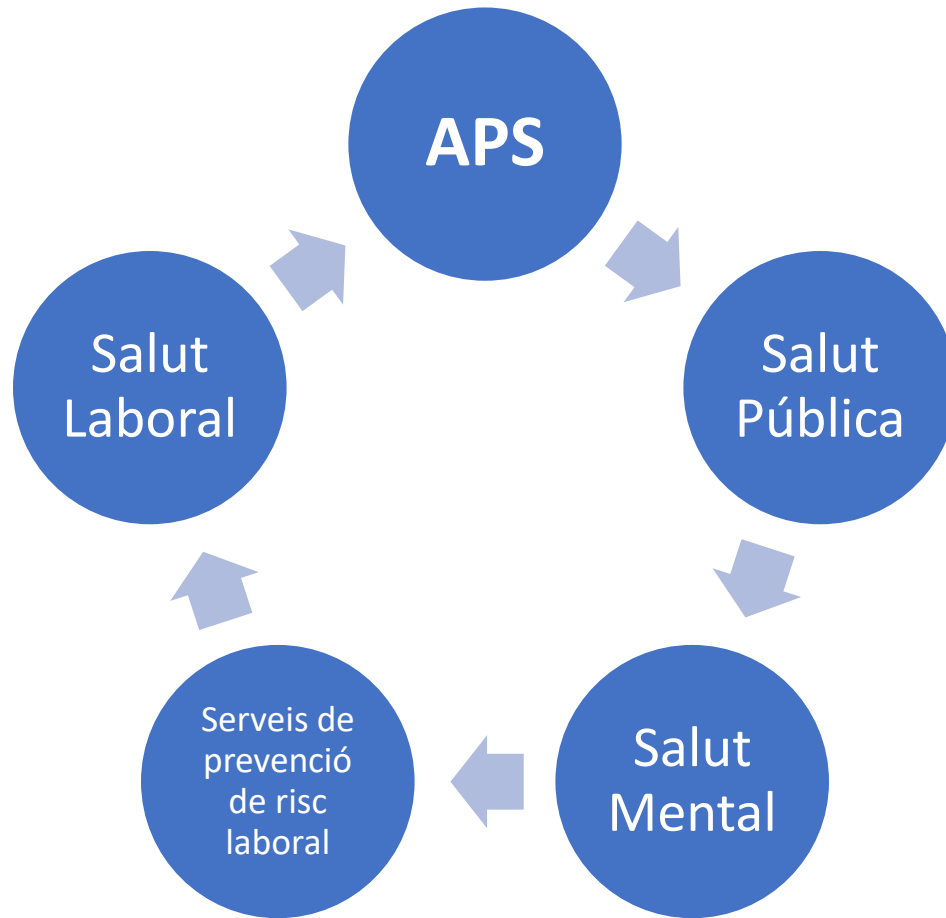 APS
Salut
Pública
Salut
Mental
Serveis de
prevenció
de risc
laboral
Salut
Laboral